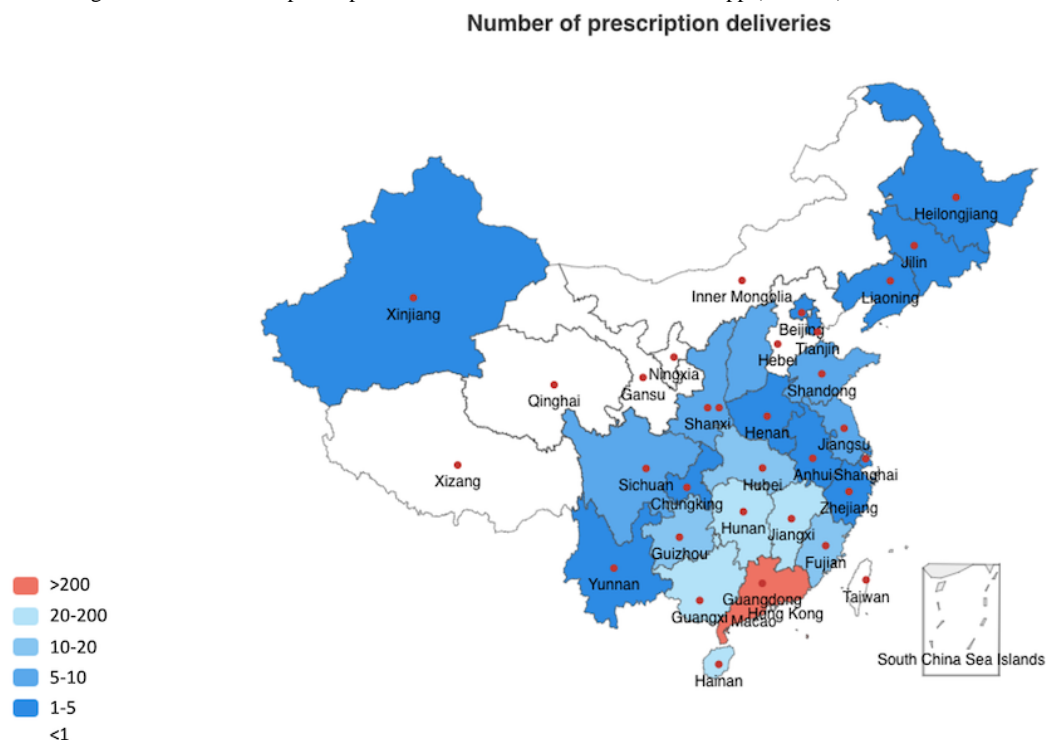 Number of prescription deliveries
Heilongjiang
Jilin
Inner Mongolia
Liaoning
Xinjiang
Beijing
Tianjin
Hebei
Ningxia
Gansu
Shandong
Qinghai
Shanxi
Henan
Jiangsu
Xizang
Sichuan
Hubei
Anhui
Shanghai
Chungking
Zhejiang
Hunan
Jiangxi
Guizhou
Fujian
Yunnan
Guangdong
Taiwan
Guangxi
Macao
Hong Kong
South China Sea Islands
Hainan
>200
20-200
10-20
5-10
1-5
<1